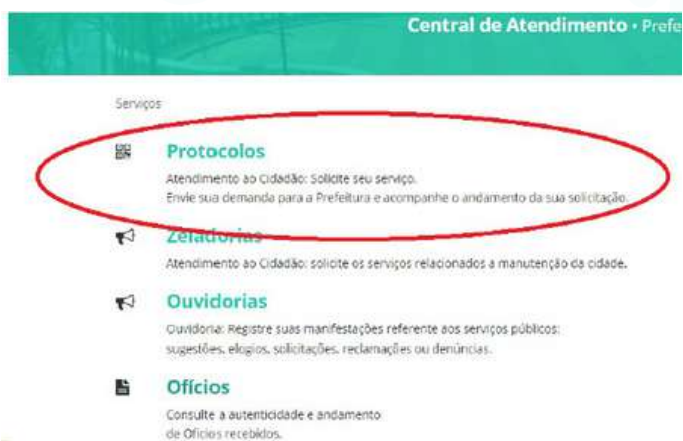 Central de Atendimento • Prefe
Serviços
Protocolos
Atendimento ao Cidadão: Solicite seu serviço.
Envie sua demanda para a Prefeitura e acompanhe o andamento da sua solicitação.
Zeladorias
Atendimento ao Cidadão: solicite os serviços relacionados a manutenção da cidade.
Ouvidorias
Ouvidoria: Registre suas manifestações referente aos serviços públicos:
sugestões, elogios, solicitações, reclamações ou denúncias.
Ofícios
Consulte a autenticidade e andamento
de Ofícios recebidos.